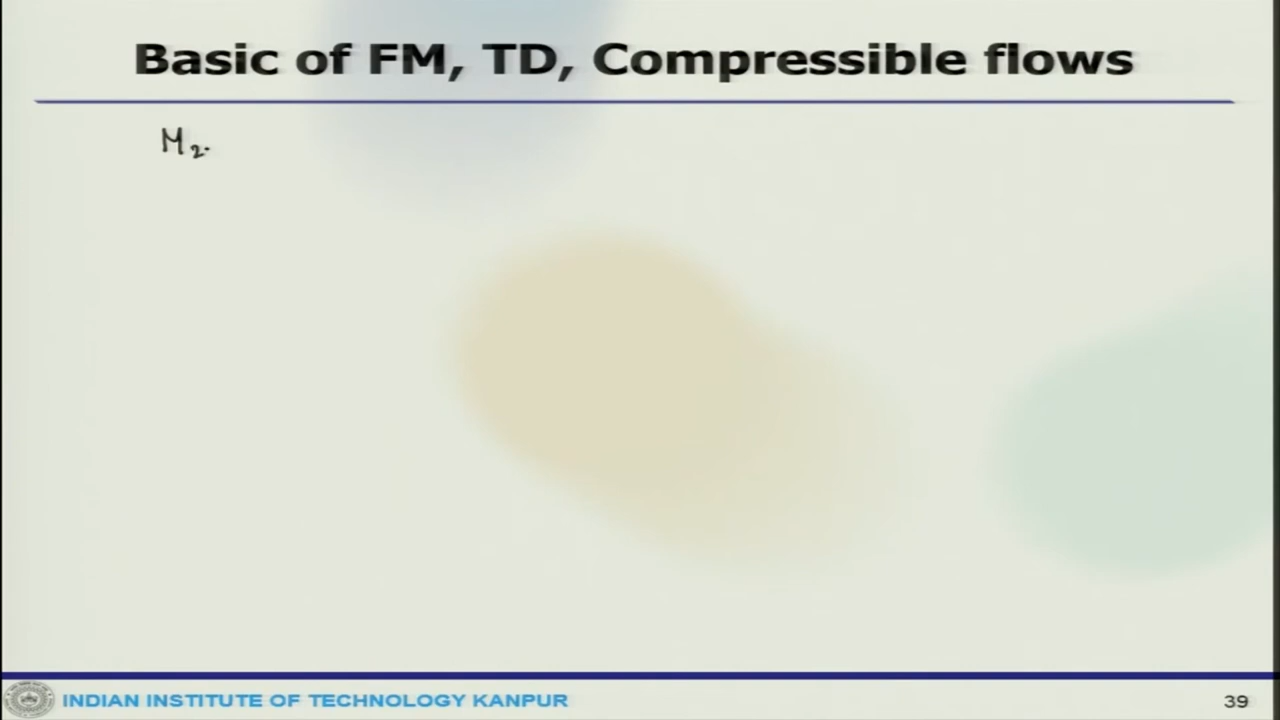 Basic of FM, TD, Compressible flows
M₂.
INDIAN INSTITUTE OF TECHNOLOGY KANPUR
39